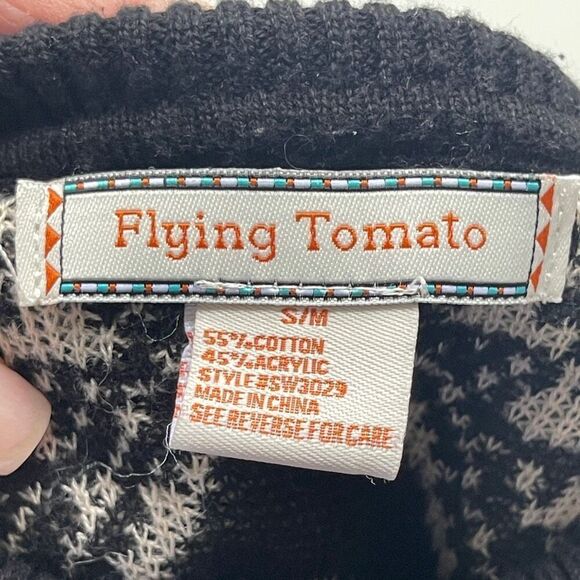 Flying Tomato
S/M
55% COTTON
45% ACRYLIC
STYLE#SW3029
MADE IN CHINA
SEE REVERSE FOR CARE